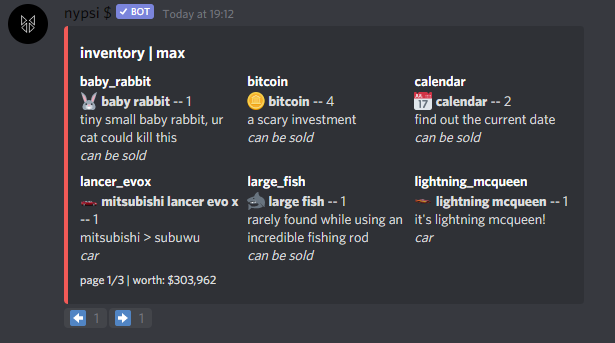 nypsi $ ✓ BOT Today at 19:12
inventory | max
baby_rabbit bitcoin calendar
baby rabbit -- 1 bitcoin -- 4 calendar -- 2
tiny small baby rabbit, ur a scary investment find out the current date
cat could kill this can be sold can be sold
can be sold
lancer_evox large_fish lightning_mcqueen
mitsubishi lancer evo x large fish -- 1 lightning mcqueen -- 1
-- 1 rarely found while using an it's lightning mcqueen!
mitsubishi > subuwu incredible fishing rod car
car can be sold
page 1/3 | worth: $303,962
1 1